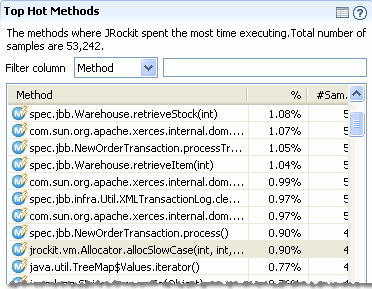 Top Hot Methods
The methods where JRockit spent the most time executing.Total number of
samples are 53,242.
Filter column Method
Method % #Sam.
spec.jbb.Warehouse.retrieveStock(int) 1.08% 5
com.sun.org.apache.xerces.internal.dom.... 1.07% 5
spec.jbb.NewOrderTransaction.processTr... 1.05% 5
spec.jbb.Warehouse.retrieveItem(int) 1.04% 5
com.sun.org.apache.xerces.internal.dom.... 0.99% 5
spec.jbb.infra.Util.XMLTransactionLog.cle... 0.97% 5
com.sun.org.apache.xerces.internal.dom.... 0.97% 5
spec.jbb.NewOrderTransaction.process() 0.90% 4
jrockit.vm.Allocator.allocSlowCase(int, int,... 0.90% 4
java.util.TreeMap$Values.iterator() 0.77% 4